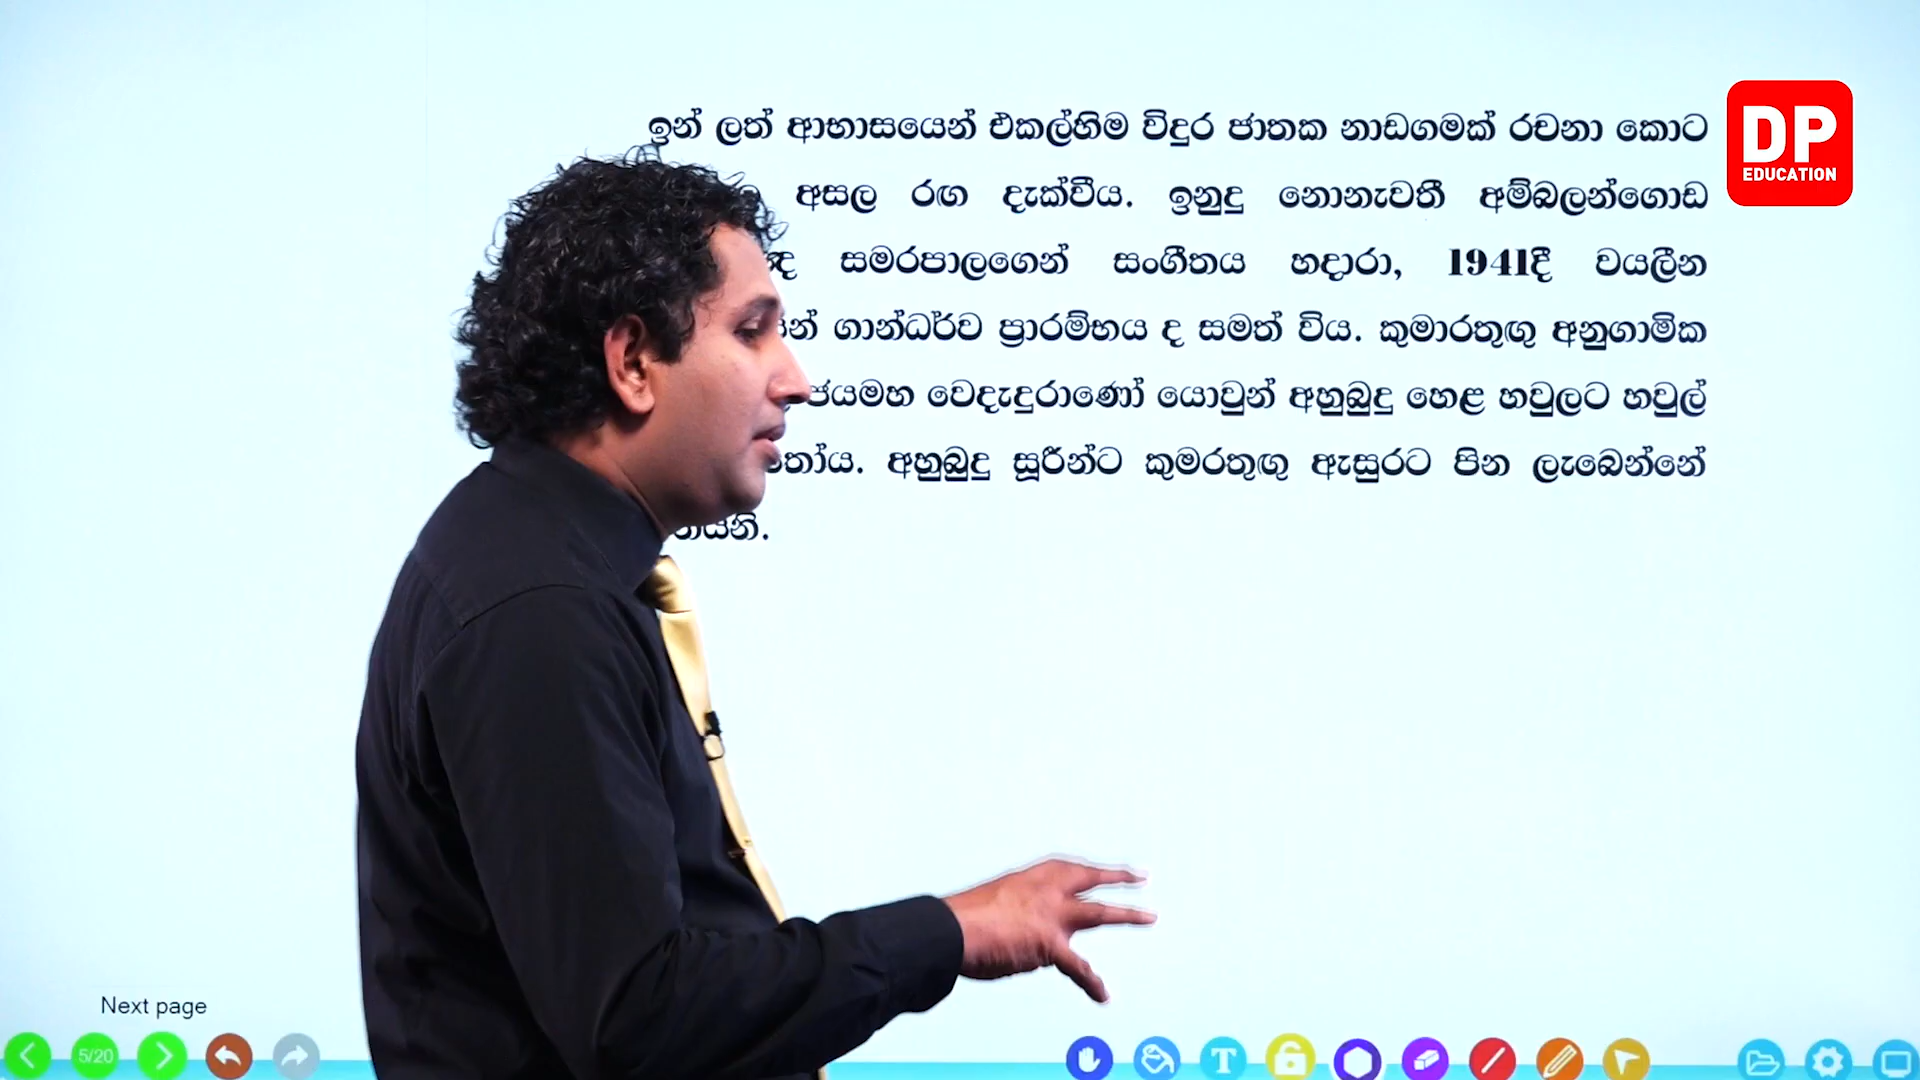 ඉන් ලත් ආභාසයෙන් එකල්හිම විදුර ජාතක නාඩගමක් රචනා කොට
අසල රඟ දැක්වීය. ඉනුදු නොනැවතී අම්බලන්ගොඩ
සමරපාලගෙන් සංගීතය හදාරා, 1941දී වයලීන
ගාන්ධර්ව ප්‍රාරම්භය ද සමත් විය. කුමාරතුඟු අනුගාමික
වෙදැදුරාණෝ යොවුන් අහුබුදු හෙළ හවුලට හවුල්
අහුබුදු සූරීන්ට කුමරතුඟු ඇසුරට පින ලැබෙන්නේ
DP
EDUCATION
Next page
5/20
T